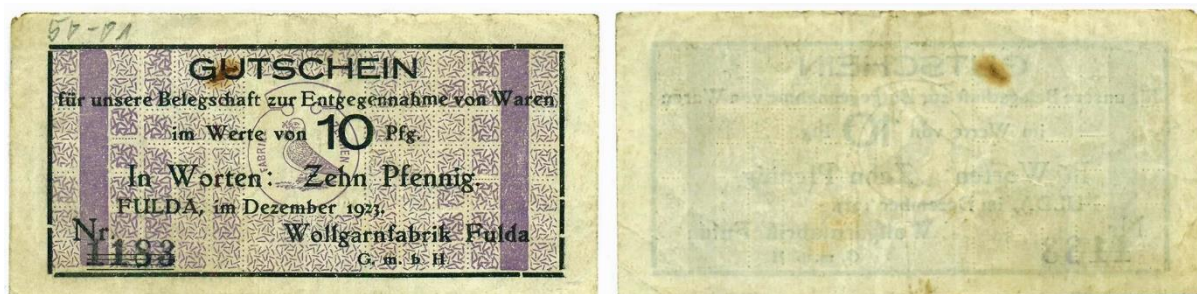 50-01
GUTSCHEIN
für unsere Belegschaft zur Entgegennahme von Waren
im Werte von 10 Pfg.
In Worten: Zehn Pfennig.
FULDA, im Dezember 1923.
Nr. 1183
Wollgarnfabrik Fulda
G. m. b H